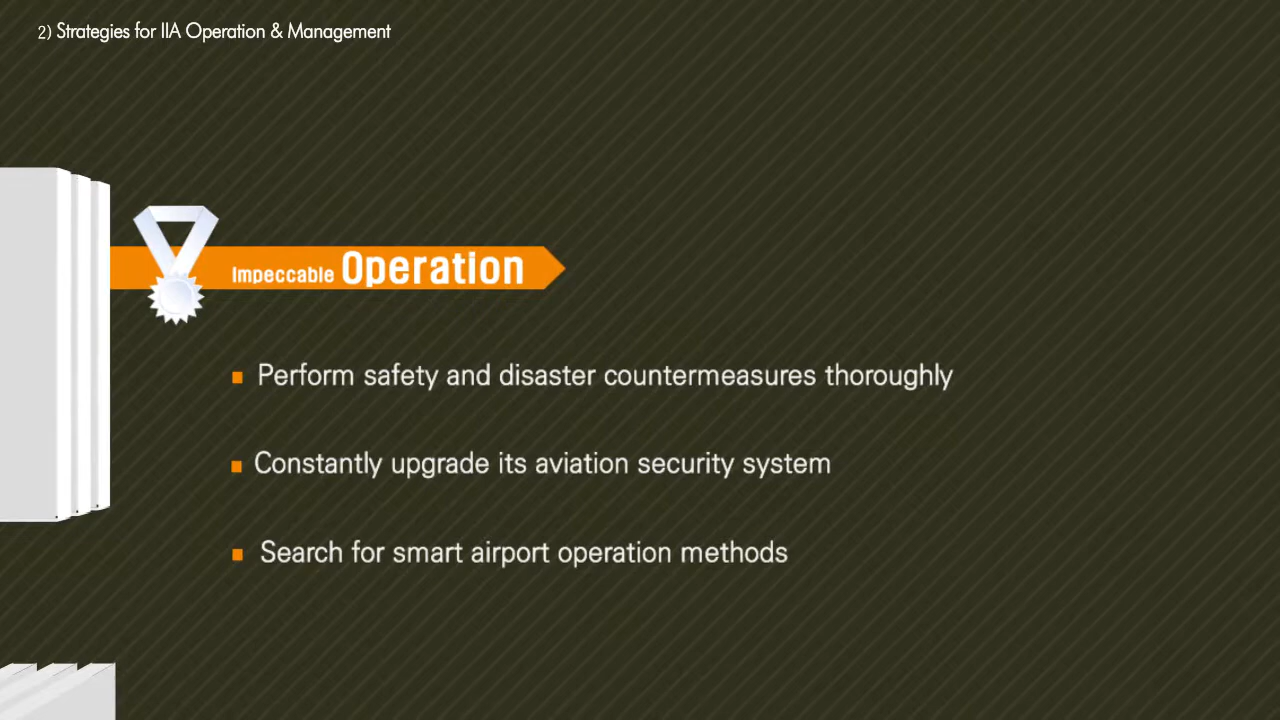 2) Strategies for IIA Operation & Management
Impeccable Operation
Perform safety and disaster countermeasures thoroughly
Constantly upgrade its aviation security system
Search for smart airport operation methods